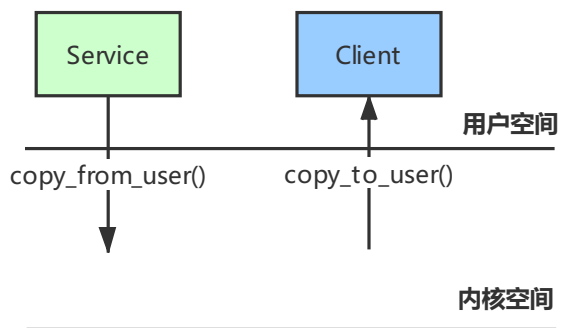 Service
Client
用户空间
copy_from_user()
copy_to_user()
内核空间